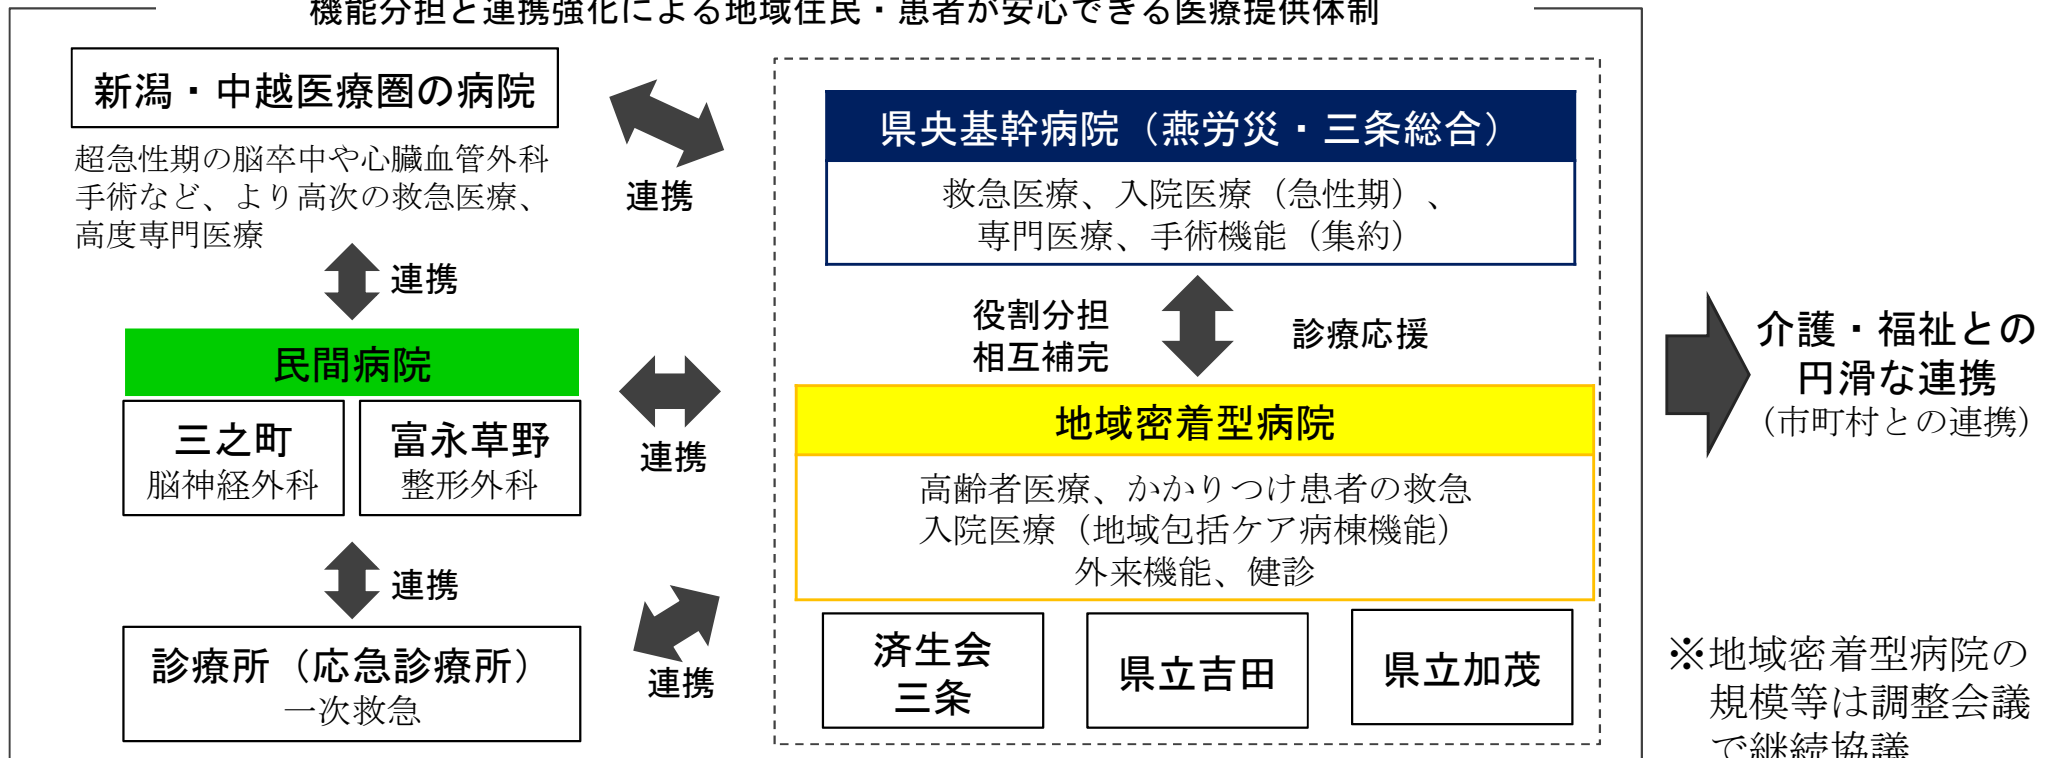 機能分担と連携強化による地域住民・患者が安心できる医療提供体制
新潟・中越医療圏の病院
超急性期の脳卒中や心臓血管外科
手術など、より高次の救急医療、
高度専門医療
連携
連携
民間病院
三之町
脳神経外科
富永草野
整形外科
連携
連携
診療所（応急診療所）
一次救急
連携
県央基幹病院（燕労災・三条総合）
救急医療、入院医療（急性期）、
専門医療、手術機能（集約）
役割分担
相互補完
診療応援
地域密着型病院
高齢者医療、かかりつけ患者の救急
入院医療（地域包括ケア病棟機能）
外来機能、健診
済生会
三条
県立吉田
県立加茂
介護・福祉との
円滑な連携
（市町村との連携）
※地域密着型病院の
規模等は調整会議
で継続協議